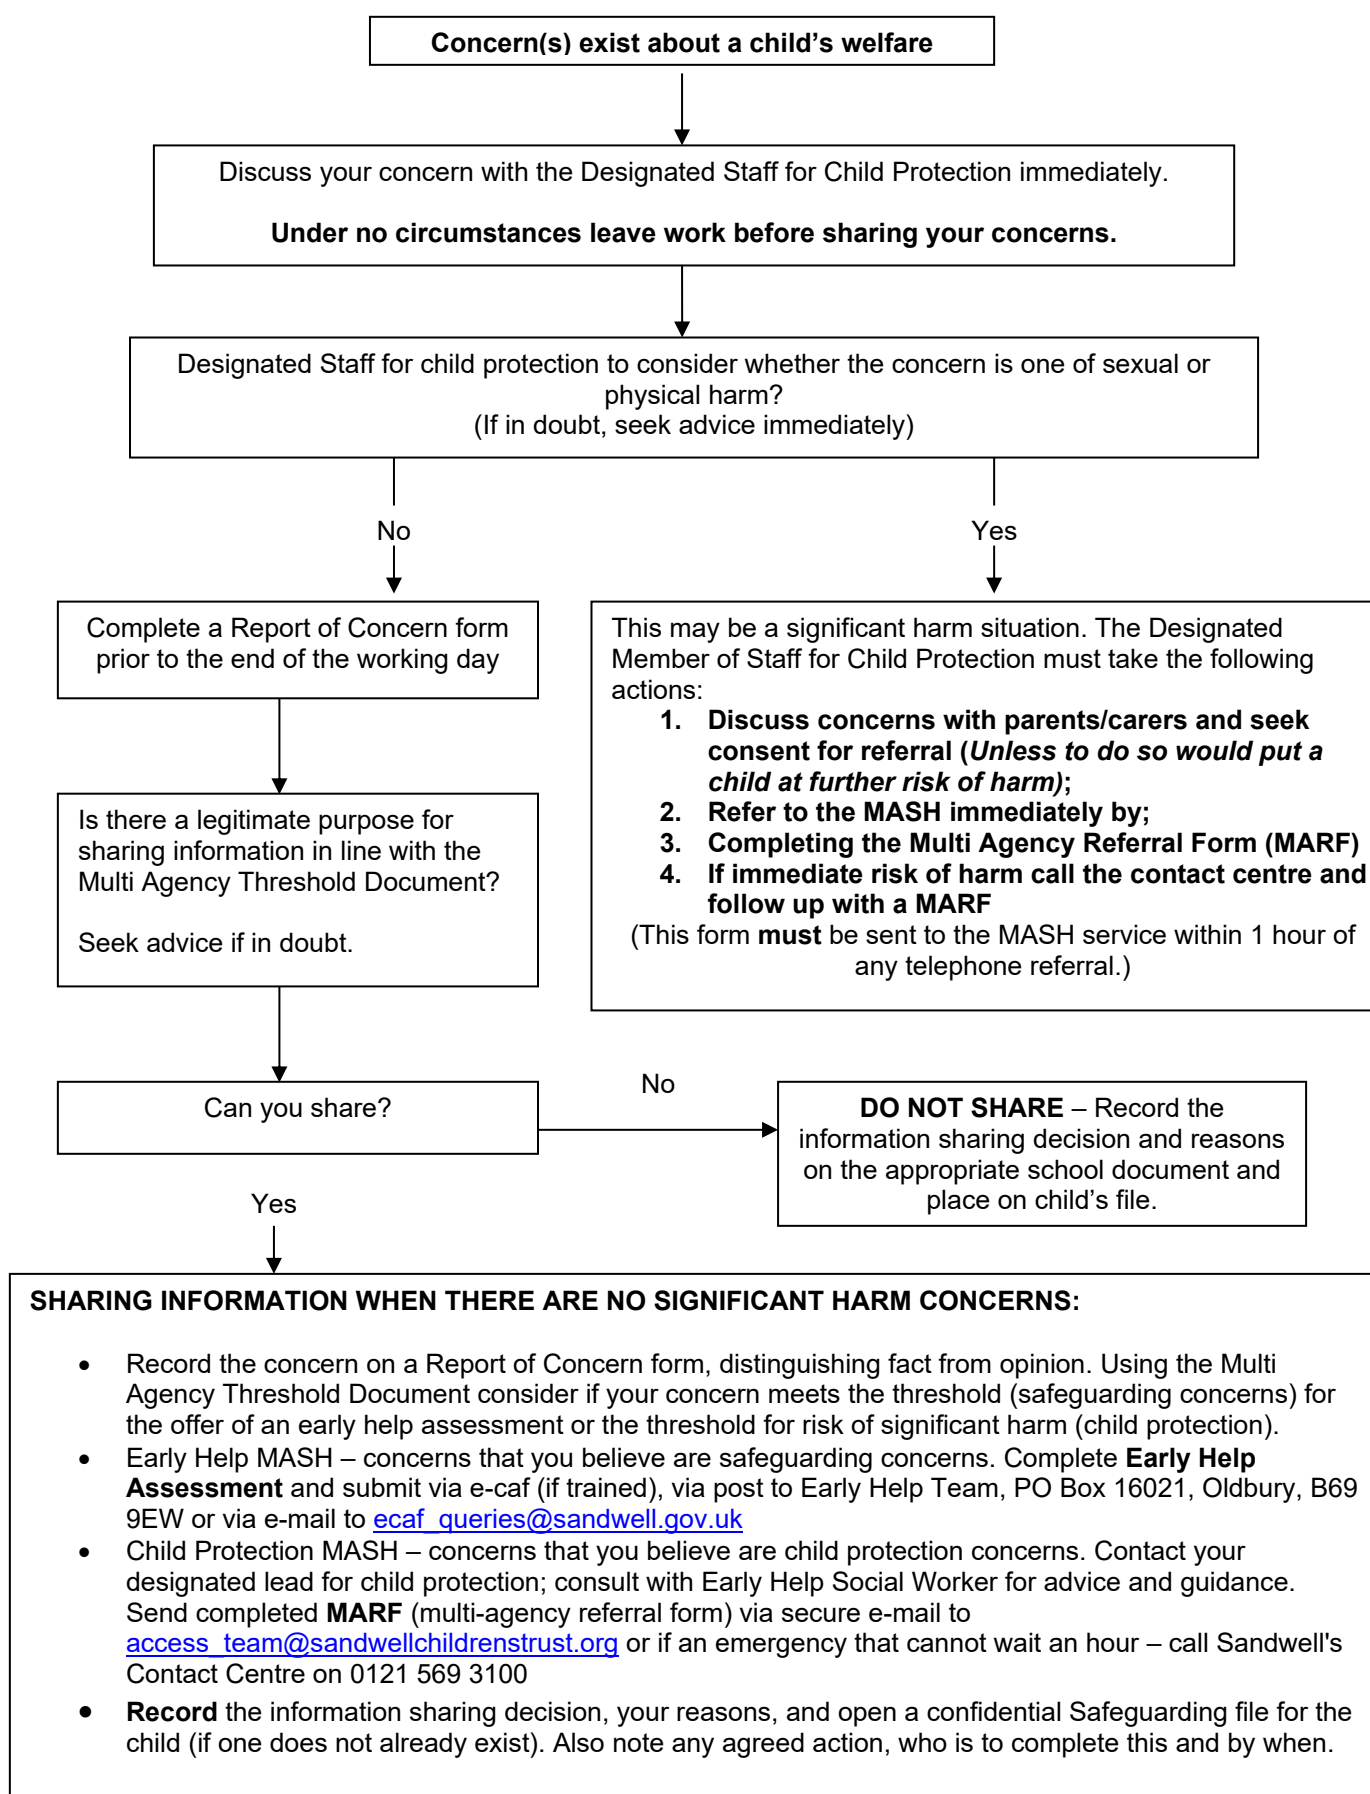 Concern(s) exist about a child's welfare
Discuss your concern with the Designated Staff for Child Protection immediately.
Under no circumstances leave work before sharing your concerns.
Designated Staff for child protection to consider whether the concern is one of sexual or
physical harm?
(If in doubt, seek advice immediately)
No
Yes
Complete a Report of Concern form
prior to the end of the working day
This may be a significant harm situation. The Designated
Member of Staff for Child Protection must take the following
actions:
1. Discuss concerns with parents/carers and seek
consent for referral (Unless to do so would put a
child at further risk of harm);
2. Refer to the MASH immediately by;
3. Completing the Multi Agency Referral Form (MARF)
4. If immediate risk of harm call the contact centre and
follow up with a MARF
(This form must be sent to the MASH service within 1 hour of
any telephone referral.)
Is there a legitimate purpose for
sharing information in line with the
Multi Agency Threshold Document?
Seek advice if in doubt.
Can you share?
No
DO NOT SHARE – Record the
information sharing decision and reasons
on the appropriate school document and
place on child's file.
Yes
SHARING INFORMATION WHEN THERE ARE NO SIGNIFICANT HARM CONCERNS:
• Record the concern on a Report of Concern form, distinguishing fact from opinion. Using the Multi
Agency Threshold Document consider if your concern meets the threshold (safeguarding concerns) for
the offer of an early help assessment or the threshold for risk of significant harm (child protection).
• Early Help MASH – concerns that you believe are safeguarding concerns. Complete Early Help
Assessment and submit via e-caf (if trained), via post to Early Help Team, PO Box 16021, Oldbury, B69
9EW or via e-mail to ecaf_queries@sandwell.gov.uk
• Child Protection MASH – concerns that you believe are child protection concerns. Contact your
designated lead for child protection; consult with Early Help Social Worker for advice and guidance.
Send completed MARF (multi-agency referral form) via secure e-mail to
access_team@sandwellchildrenstrust.org or if an emergency that cannot wait an hour – call Sandwell's
Contact Centre on 0121 569 3100
• Record the information sharing decision, your reasons, and open a confidential Safeguarding file for the
child (if one does not already exist). Also note any agreed action, who is to complete this and by when.